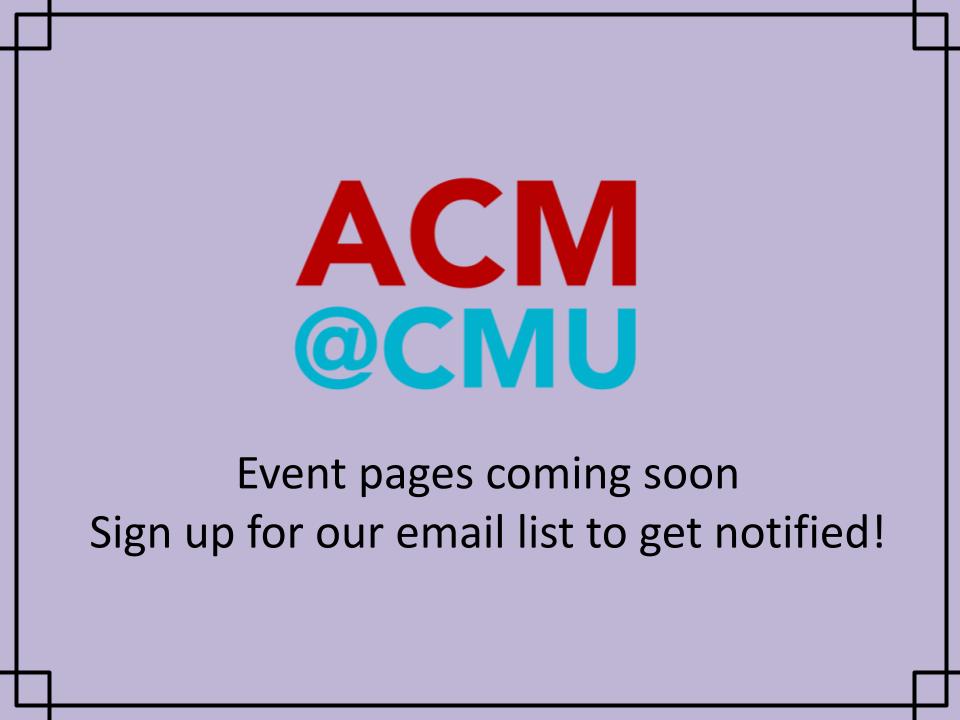 ACM
@CMU
Event pages coming soon
Sign up for our email list to get notified!